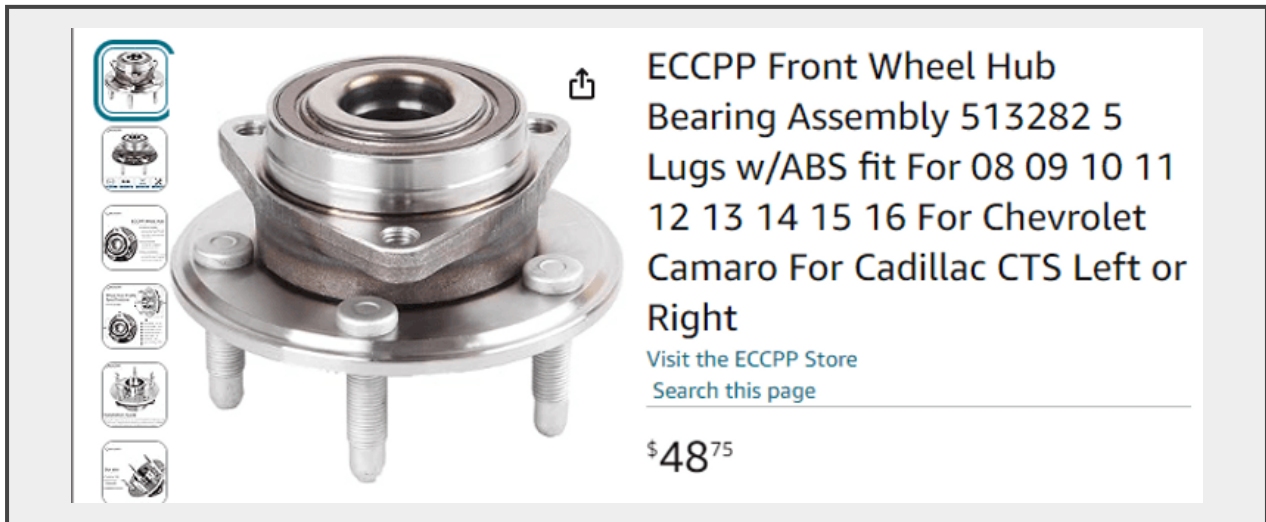 ECCPP Front Wheel Hub
Bearing Assembly 513282 5
Lugs w/ABS fit For 08 09 10 11
12 13 14 15 16 For Chevrolet
Camaro For Cadillac CTS Left or
Right
Visit the ECCPP Store
Search this page
$48 75